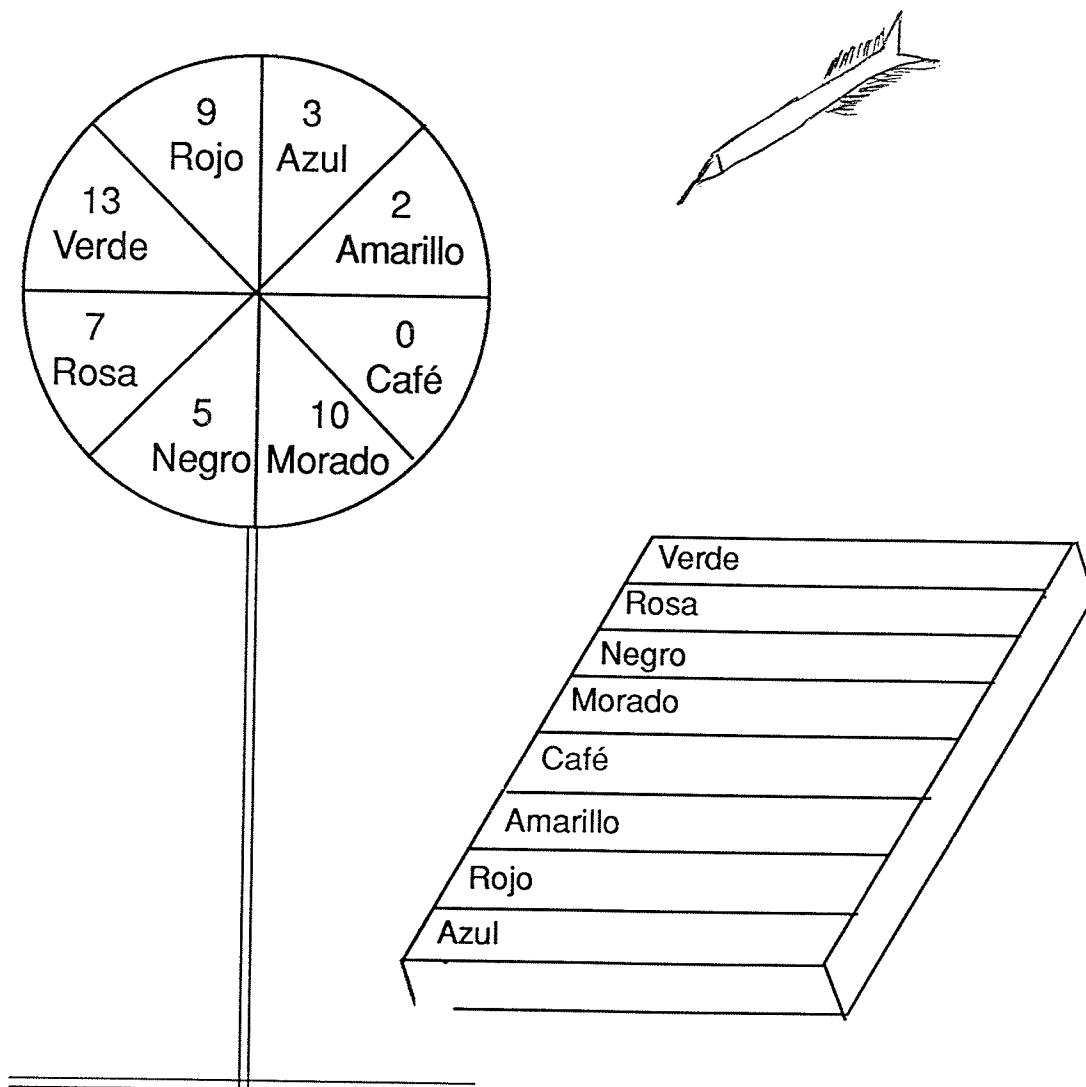 9
Rojo
3
Azul
13
Verde
2
Amarillo
7
Rosa
0
Café
5
Negro
10
Morado
Verde
Rosa
Negro
Morado
Café
Amarillo
Rojo
Azul